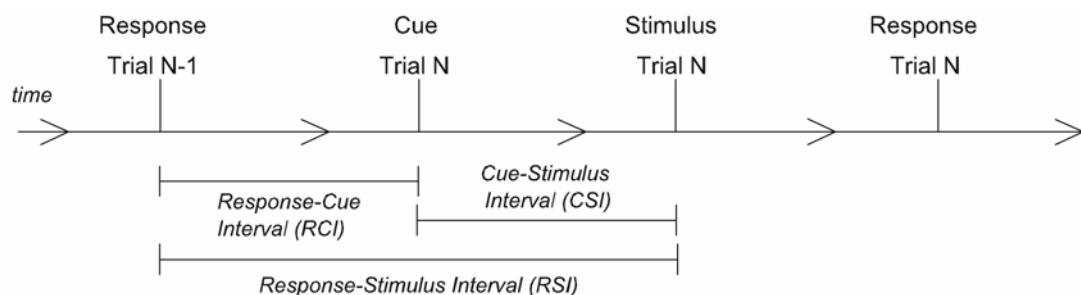 Response
Trial N-1
Cue
Trial N
Stimulus
Trial N
Response
Trial N
time
Response-Cue
Interval (RCI)
Cue-Stimulus
Interval (CSI)
Response-Stimulus Interval (RSI)